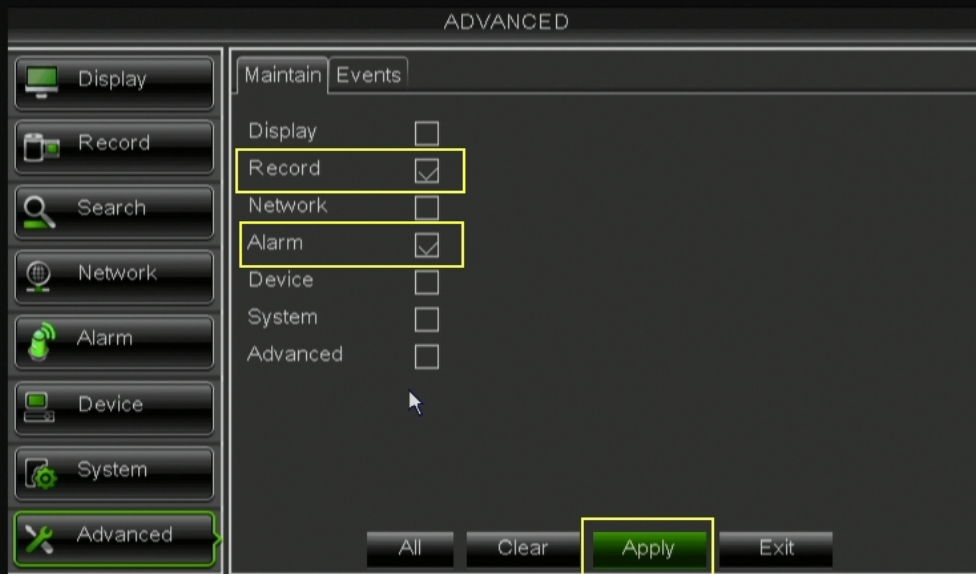 ADVANCED
Display
Record
Search
Network
Alarm
Device
System
Advanced
Maintain Events
Display
Record
Network
Alarm
Device
System
Advanced
All Clear Apply Exit